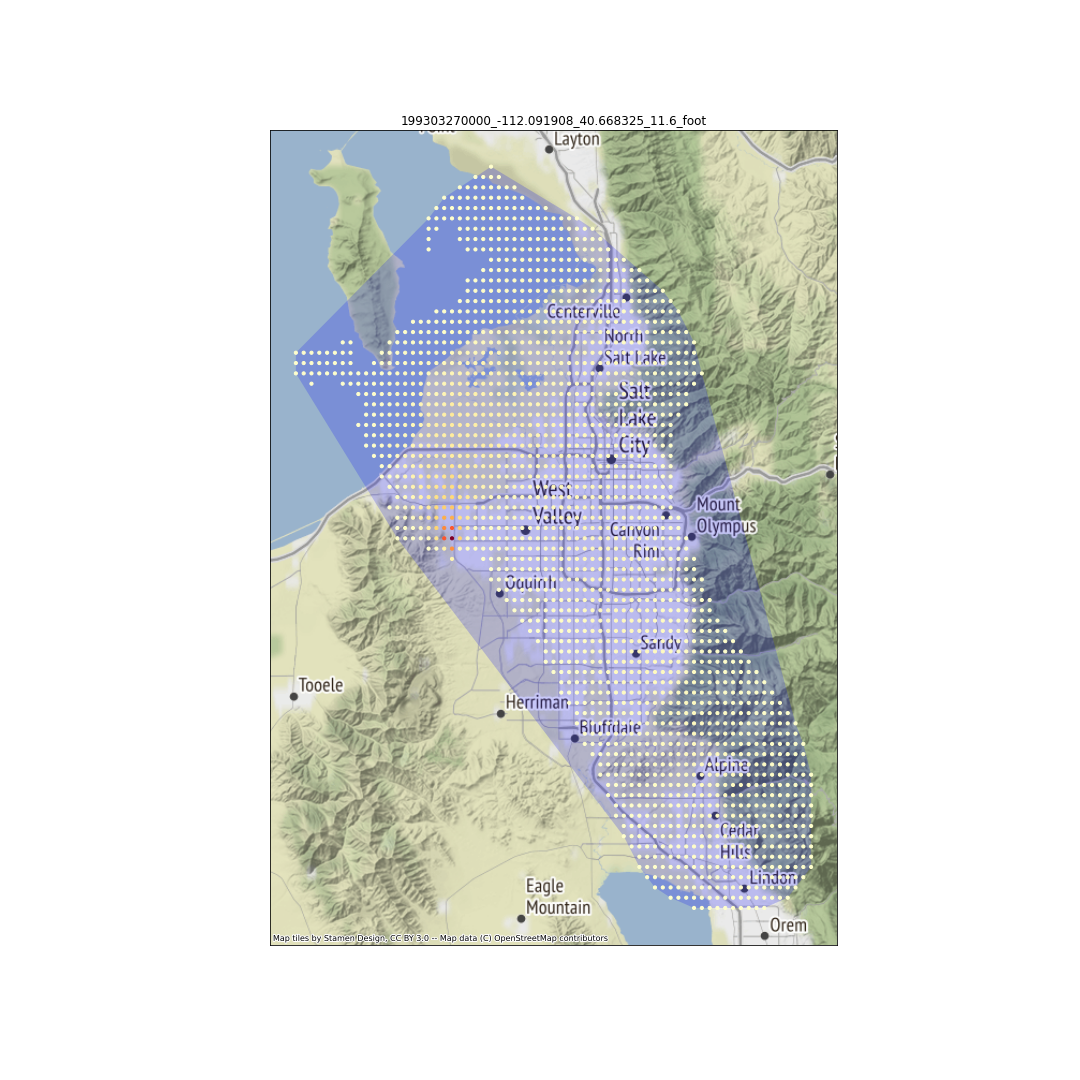 199303270000_-112.091908_40.668325_11.6_foot
Layton
Centerville
North
Salt Lake
Salt
Lake
City
West
Valley
Mount
Olympus
Canyon
Rim
Oquirrh
Sandy
Tooele
Herriman
Bluffdale
Alpine
Cedar
Hills
Lindon
Eagle
Mountain
Orem
Map tiles by Stamen Design, CC BY 3.0 -- Map data (C) OpenStreetMap contributors